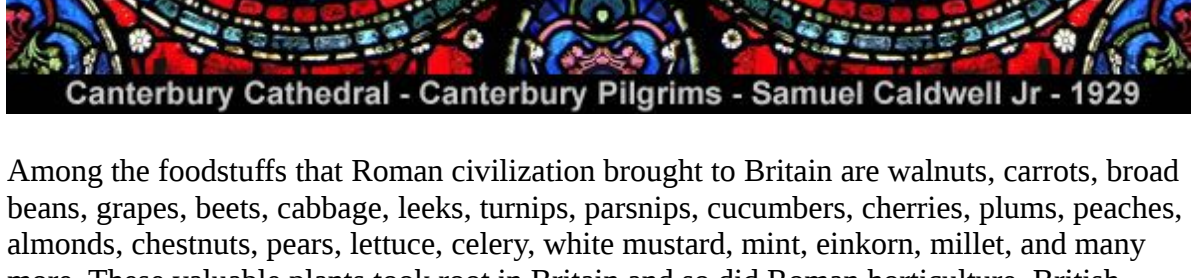 Canterbury Cathedral - Canterbury Pilgrims - Samuel Caldwell Jr - 1929
Among the foodstuffs that Roman civilization brought to Britain are walnuts, carrots, broad
beans, grapes, beets, cabbage, leeks, turnips, parsnips, cucumbers, cherries, plums, peaches,
almonds, chestnuts, pears, lettuce, celery, white mustard, mint, einkorn, millet, and many
more. These valuable plants took root in Britain and so did Roman horticulture. British